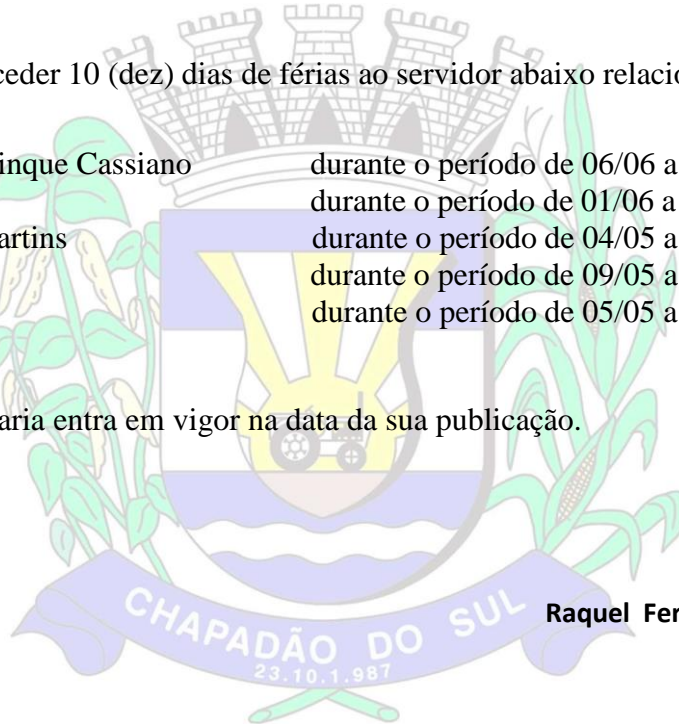 ceder 10 (dez) dias de férias ao servidor abaixo relacio
inque Cassiano durante o período de 06/06 a
durante o período de 01/06 a
artins durante o período de 04/05 a
durante o período de 09/05 a
durante o período de 05/05 a
aria entra em vigor na data da sua publicação.
Raquel Fer
CHAPADÃO DO SUL
23.10.1.987